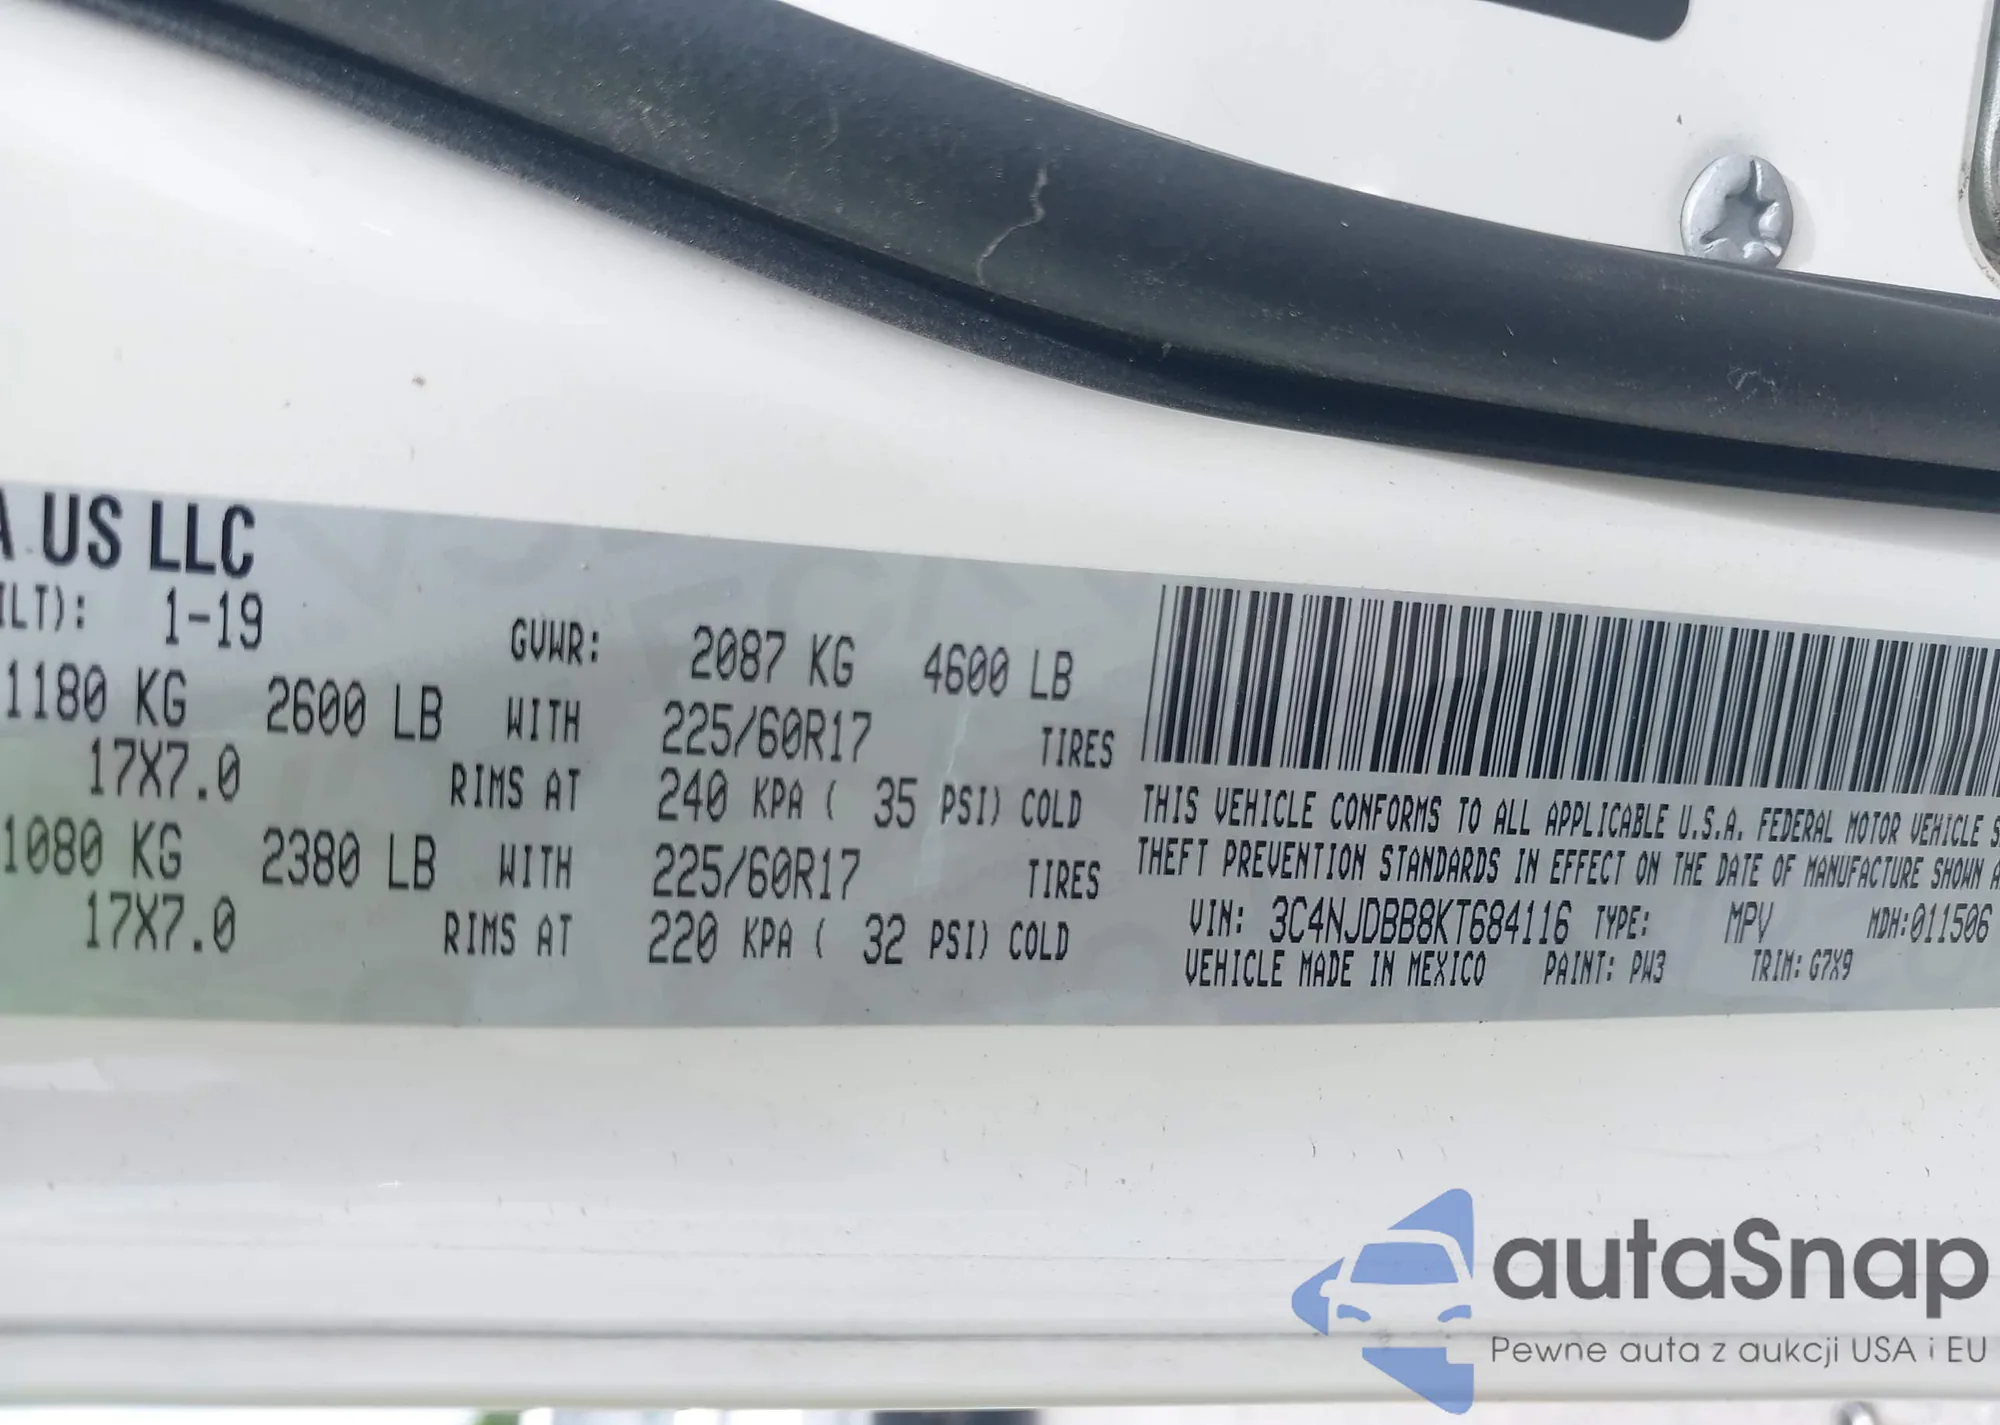 A US LLC
ILT): 1-19
GVWR: 2087 KG 4600 LB
1180 KG 2600 LB WITH 225/60R17 TIRES
17X7.0 RIMS AT 240 KPA ( 35 PSI) COLD
1080 KG 2380 LB WITH 225/60R17 TIRES
17X7.0 RIMS AT 220 KPA ( 32 PSI) COLD
THIS VEHICLE CONFORMS TO ALL APPLICABLE U.S.A. FEDERAL MOTOR VEHICLE S
THEFT PREVENTION STANDARDS IN EFFECT ON THE DATE OF MANUFACTURE SHOWN A
VIN: 3C4NJDBB8KT684116 TYPE: MPV MDH:011506
VEHICLE MADE IN MEXICO PAINT: PW3 TRIM: G7X9
autaSnap
Pewne auta z aukcji USA i EU